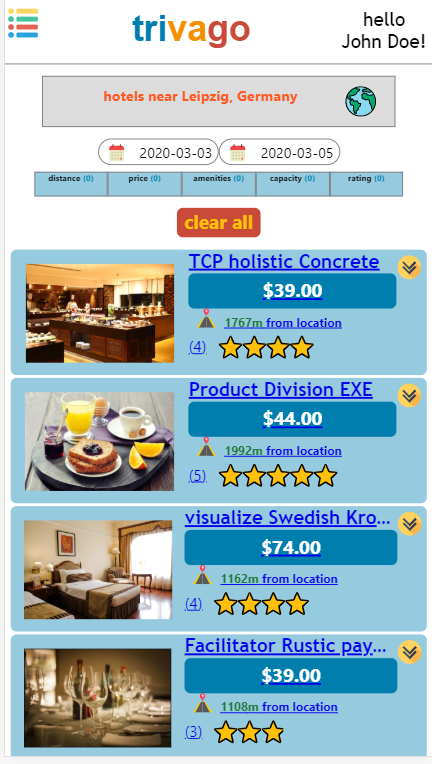 trivago
hello
John Doe!
hotels near Leipzig, Germany
2020-03-03 2020-03-05
distance (0) price (0) amenities (0) capacity (0) rating (0)
clear all
TCP holistic Concrete
$39.00
1767m from location
(4)
Product Division EXE
$44.00
1992m from location
(5)
visualize Swedish Kro...
$74.00
1162m from location
(4)
Facilitator Rustic pay...
$39.00
1108m from location
(3)